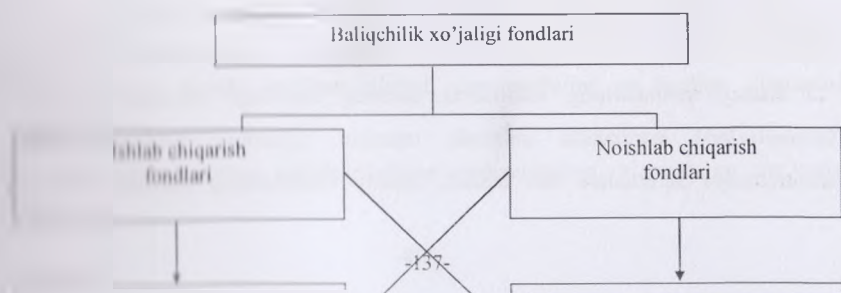 Baliqchilik xo'jaligi fondlari
Ishlab chiqarish
fondlari
Noishlab chiqarish
fondlari
-137-